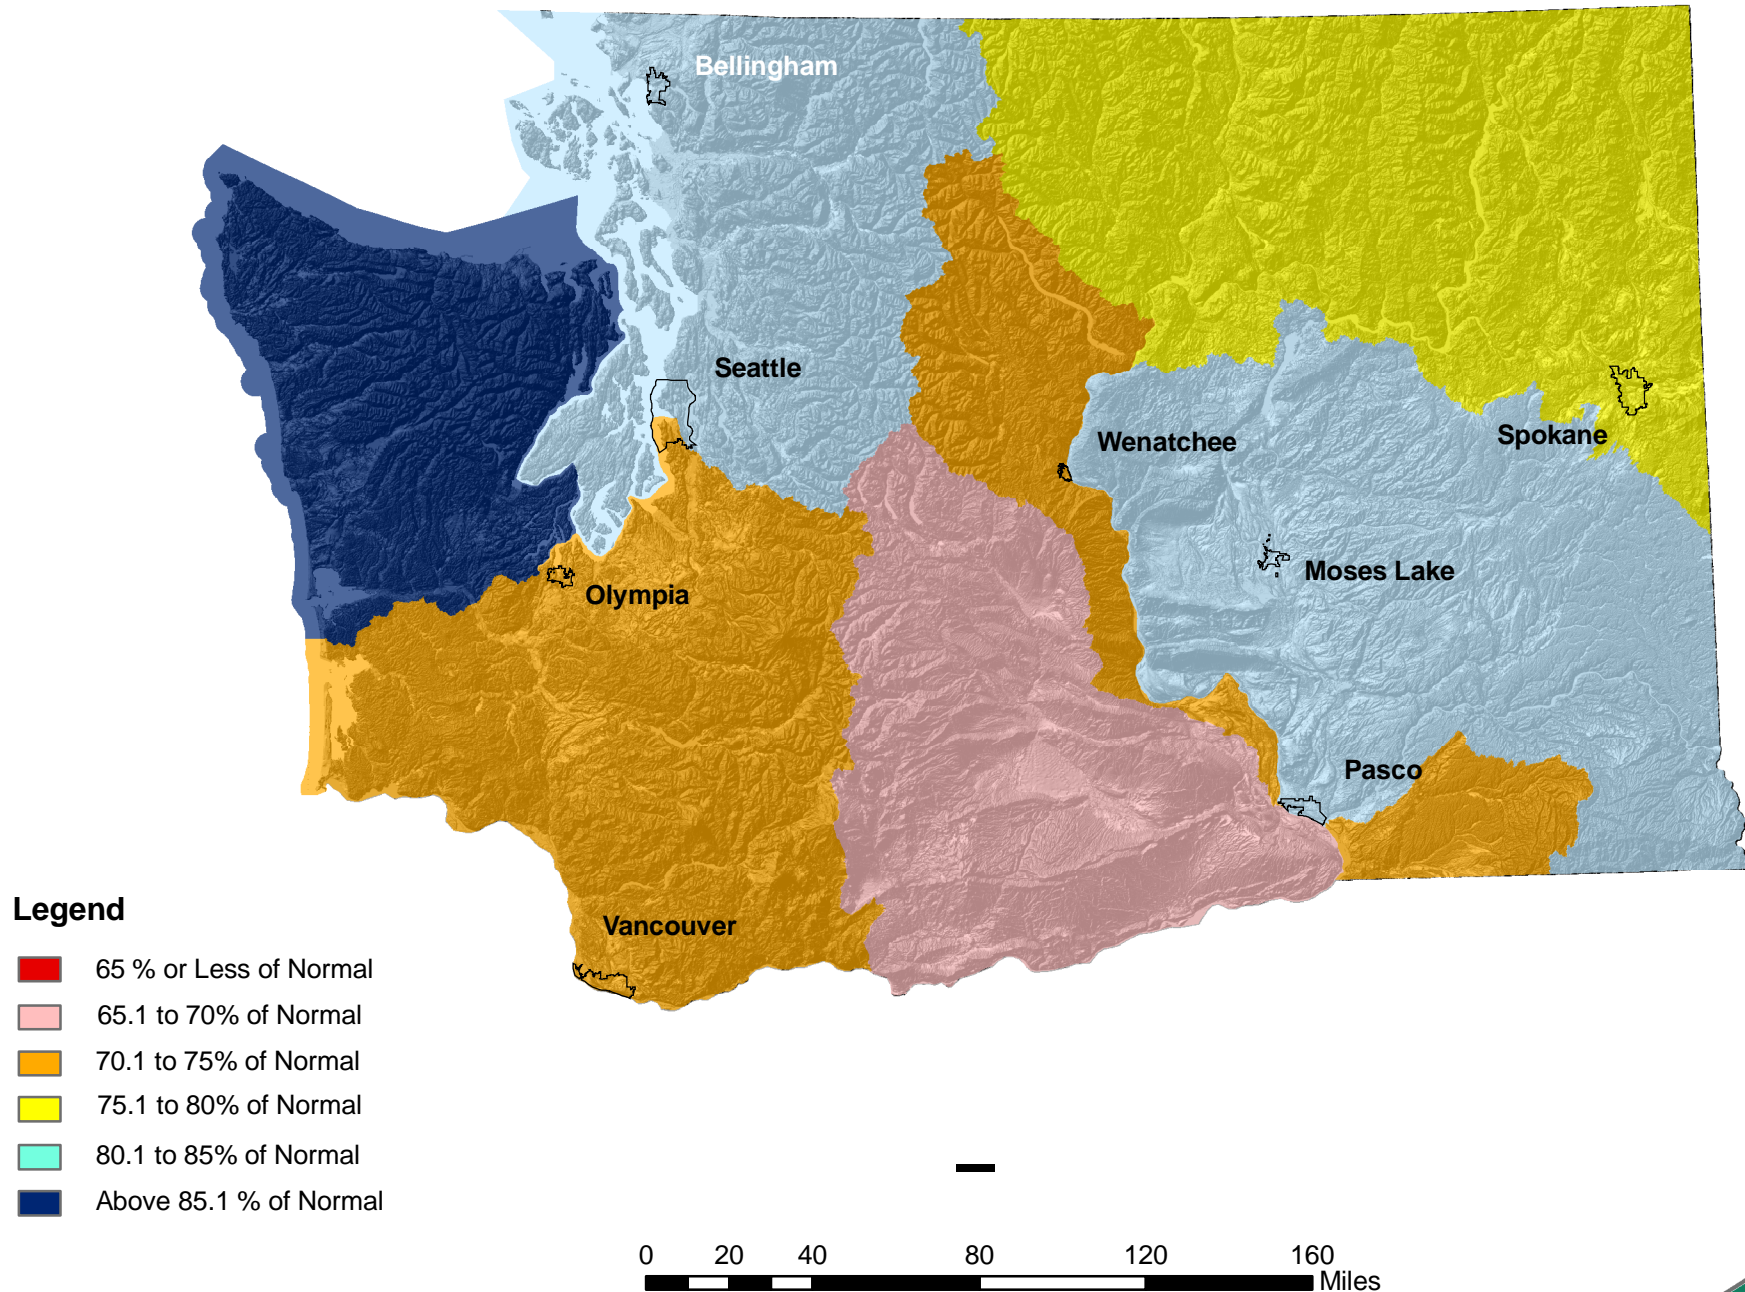 Bellingham
Seattle
Wenatchee
Spokane
Moses Lake
Olympia
Pasco
Vancouver
Legend
65 % or Less of Normal
65.1 to 70% of Normal
70.1 to 75% of Normal
75.1 to 80% of Normal
80.1 to 85% of Normal
Above 85.1 % of Normal
0 20 40 80 120 160
Miles